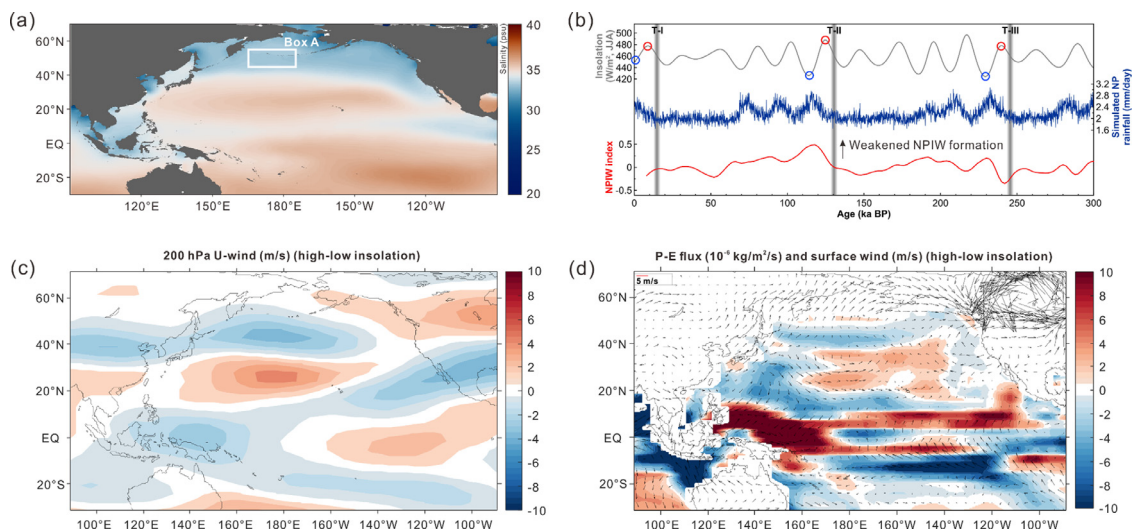 (a)
60°N
40°N
20°N
EQ
20°S
120°E
150°E
180°
150°W
120°W
Box A
40
35
30
25
20
Salinity (psu)
(b)
T-I
T-II
T-III
500
480
460
440
420
Insolation
(W/m², JJA)
3.2
2.8
2.4
2
1.6
Simulated NP
rainfall (mm/day)
Weakened NPIW formation
0.5
0
-0.5
NPIW index
0
50
100
150
200
250
300
Age (ka BP)
(c)
200 hPa U-wind (m/s) (high-low insolation)
60°N
40°N
20°N
EQ
20°S
100°E
120°E
140°E
160°E
180°
160°W
140°W
120°W
100°W
10
8
6
4
2
0
-2
-4
-6
-8
-10
(d)
P-E flux (10⁻⁶ kg/m²/s) and surface wind (m/s) (high-low insolation)
5 m/s
60°N
40°N
20°N
EQ
20°S
100°E
120°E
140°E
160°E
180°
160°W
140°W
120°W
100°W
10
8
6
4
2
0
-2
-4
-6
-8
-10